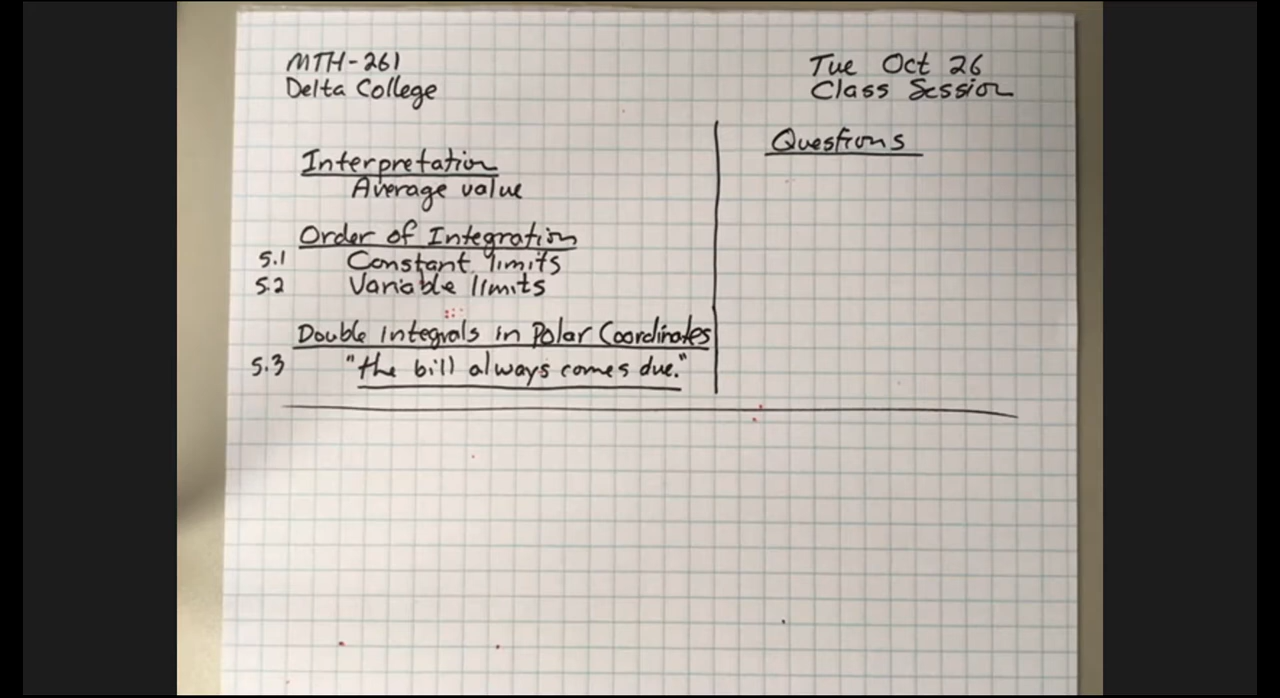 MTH-261
Delta College
Tue Oct 26
Class Session
Interpretation
Average value
Order of Integration
5.1 Constant limits
5.2 Variable limits
Double Integrals in Polar Coordinates
5.3 "the bill always comes due."
Questions